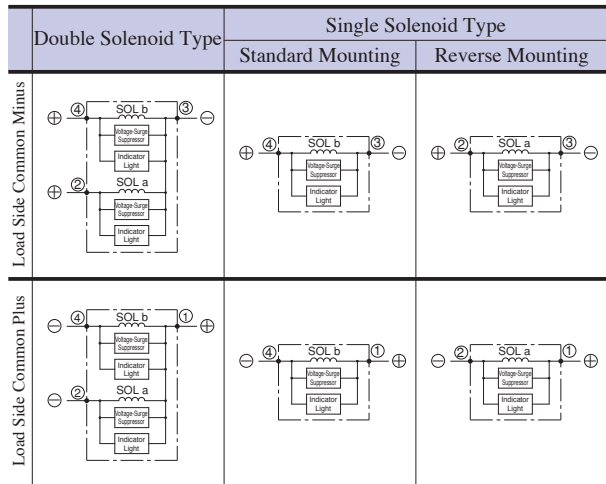 Double Solenoid Type
Single Solenoid Type
Standard Mounting
Reverse Mounting
Load Side Common Minus
④ SOL b ③
⊕ ⊖
Voltage-Surge
Suppressor
Indicator
Light
⊕ ② SOL a
Voltage-Surge
Suppressor
Indicator
Light
⊕ ④ SOL b ③ ⊖
Voltage-Surge
Suppressor
Indicator
Light
⊕ ② SOL a ③ ⊖
Voltage-Surge
Suppressor
Indicator
Light
Load Side Common Plus
⊖ ④ SOL b ① ⊕
Voltage-Surge
Suppressor
Indicator
Light
⊖ ② SOL a
Voltage-Surge
Suppressor
Indicator
Light
⊖ ④ SOL b ① ⊕
Voltage-Surge
Suppressor
Indicator
Light
⊖ ② SOL a ① ⊕
Voltage-Surge
Suppressor
Indicator
Light